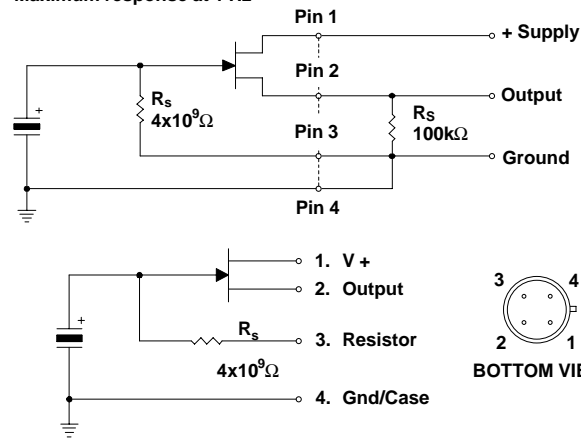 Pin 1
+ Supply
Pin 2
Output
+
Rs
4x10⁹Ω
Rs
100kΩ
Pin 3
Ground
Pin 4
1. V +
2. Output
+
Rs
3. Resistor
4x10⁹Ω
4. Gnd/Case
3 4
2 1
BOTTOM